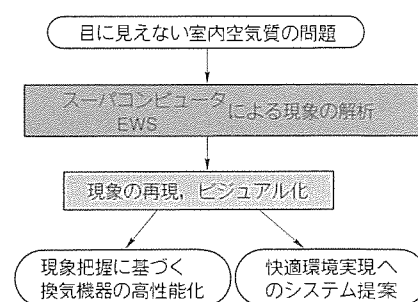 目に見えない室内空気質の問題
スーパコンピュータ
EWS
による現象の解析
現象の再現，ビジュアル化
現象把握に基づく
換気機器の高性能化
快適環境実現へ
のシステム提案